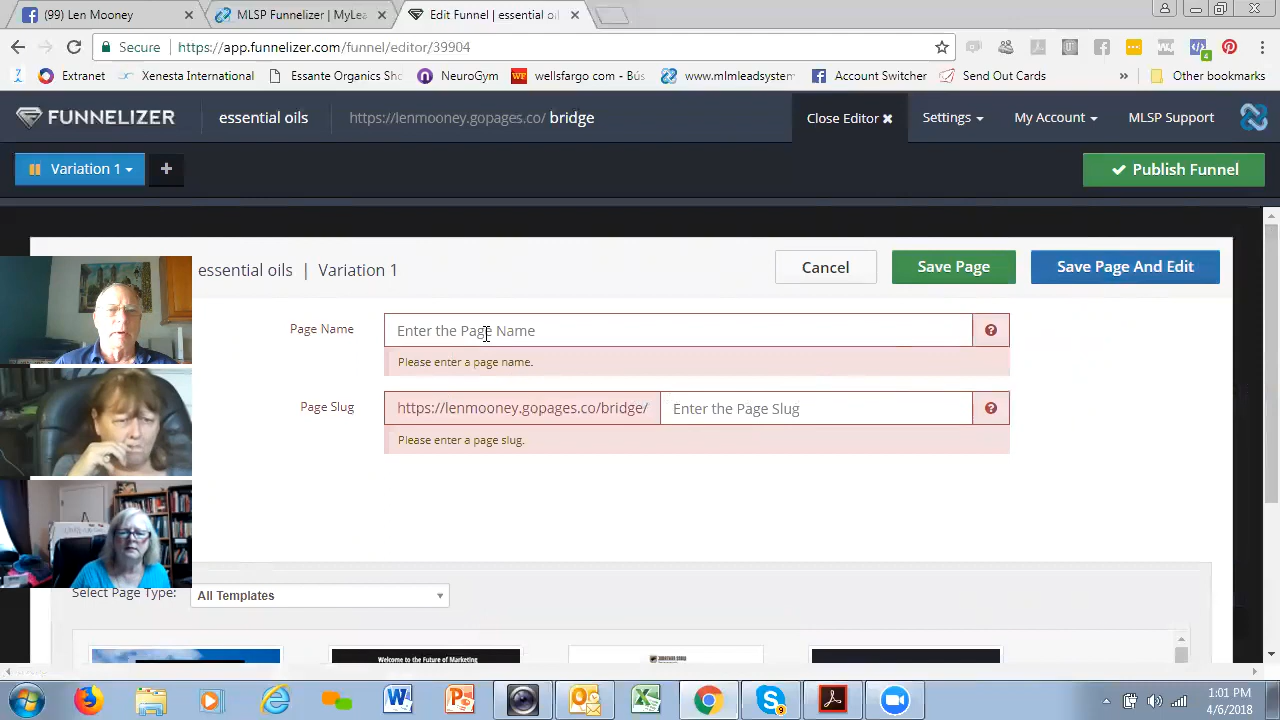 (99) Len Mooney
MLSP Funnelizer | MyLea
Edit Funnel | essential oil
Secure
https://app.funnelizer.com/funnel/editor/39904
4
Extranet
Xenesta International
Essante Organics Sho
NeuroGym
WF
wellsfargo com - Bus
www.mlmleadsystem
Account Switcher
Send Out Cards
»
Other bookmarks
FUNNELIZER
essential oils
https://lenmooney.gopages.co/ bridge
Close Editor ✖
Settings
My Account
MLSP Support
Variation 1
+
✔ Publish Funnel
essential oils | Variation 1
Cancel
Save Page
Save Page And Edit
Page Name
Enter the Page Name
?
Please enter a page name.
Page Slug
https://lenmooney.gopages.co/bridge/
Enter the Page Slug
?
Please enter a page slug.
Select Page Type:
All Templates
Welcome to the Future of Marketing
1:01 PM
4/6/2018